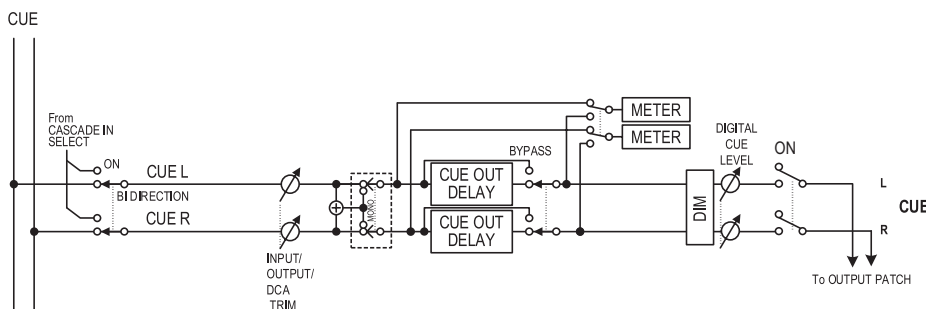 CUE
From
CASCADE IN
SELECT
ON
CUE L
BI DIRECTION
CUE R
INPUT/
OUTPUT/
DCA
TRIM
MONO
METER
METER
BYPASS
CUE OUT
DELAY
CUE OUT
DELAY
DIM
DIGITAL
CUE
LEVEL
ON
L
CUE
R
To OUTPUT PATCH